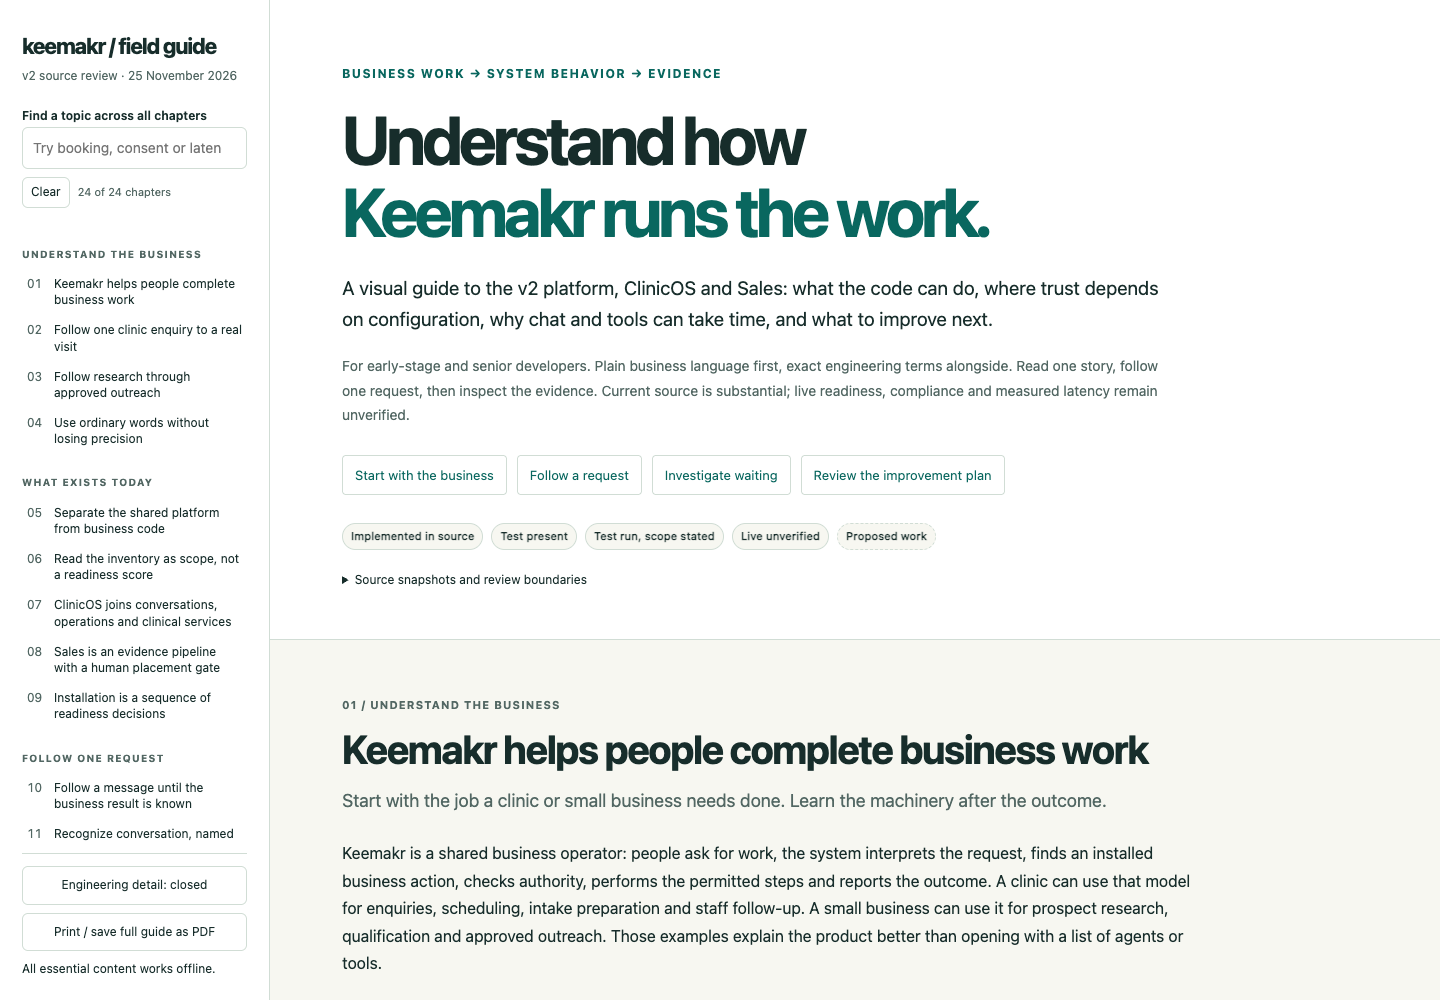 keemakr / field guide
v2 source review · 25 November 2026
Find a topic across all chapters
Try booking, consent or laten
Clear
24 of 24 chapters
UNDERSTAND THE BUSINESS
01 Keemakr helps people complete
business work
02 Follow one clinic enquiry to a real
visit
03 Follow research through
approved outreach
04 Use ordinary words without
losing precision
WHAT EXISTS TODAY
05 Separate the shared platform
from business code
06 Read the inventory as scope, not
a readiness score
07 ClinicOS joins conversations,
operations and clinical services
08 Sales is an evidence pipeline
with a human placement gate
09 Installation is a sequence of
readiness decisions
FOLLOW ONE REQUEST
10 Follow a message until the
business result is known
11 Recognize conversation, named
Engineering detail: closed
Print / save full guide as PDF
All essential content works offline.
BUSINESS WORK → SYSTEM BEHAVIOR → EVIDENCE
Understand how
Keemakr runs the work.
A visual guide to the v2 platform, ClinicOS and Sales: what the code can do, where trust depends
on configuration, why chat and tools can take time, and what to improve next.
For early-stage and senior developers. Plain business language first, exact engineering terms alongside. Read one story, follow
one request, then inspect the evidence. Current source is substantial; live readiness, compliance and measured latency remain
unverified.
Start with the business
Follow a request
Investigate waiting
Review the improvement plan
Implemented in source
Test present
Test run, scope stated
Live unverified
Proposed work
Source snapshots and review boundaries
01 / UNDERSTAND THE BUSINESS
Keemakr helps people complete business work
Start with the job a clinic or small business needs done. Learn the machinery after the outcome.
Keemakr is a shared business operator: people ask for work, the system interprets the request, finds an installed
business action, checks authority, performs the permitted steps and reports the outcome. A clinic can use that model
for enquiries, scheduling, intake preparation and staff follow-up. A small business can use it for prospect research,
qualification and approved outreach. Those examples explain the product better than opening with a list of agents or
tools.